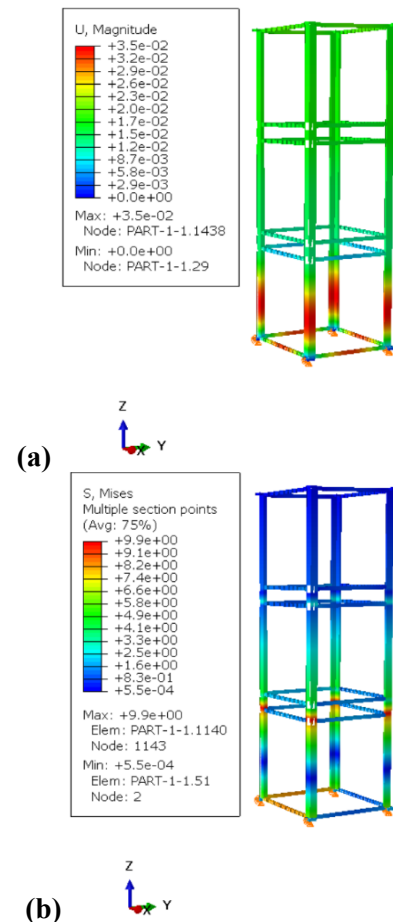 U, Magnitude
+3.5e-02
+3.2e-02
+2.9e-02
+2.6e-02
+2.3e-02
+2.0e-02
+1.7e-02
+1.5e-02
+1.2e-02
+8.7e-03
+5.8e-03
+2.9e-03
+0.0e+00
Max: +3.5e-02
Node: PART-1-1.1438
Min: +0.0e+00
Node: PART-1-1.29
Z
X Y
(a)
S, Mises
Multiple section points
(Avg: 75%)
+9.9e+00
+9.1e+00
+8.2e+00
+7.4e+00
+6.6e+00
+5.8e+00
+4.9e+00
+4.1e+00
+3.3e+00
+2.5e+00
+1.6e+00
+8.3e-01
+5.5e-04
Max: +9.9e+00
Elem: PART-1-1.1140
Node: 1143
Min: +5.5e-04
Elem: PART-1-1.51
Node: 2
Z
X Y
(b)